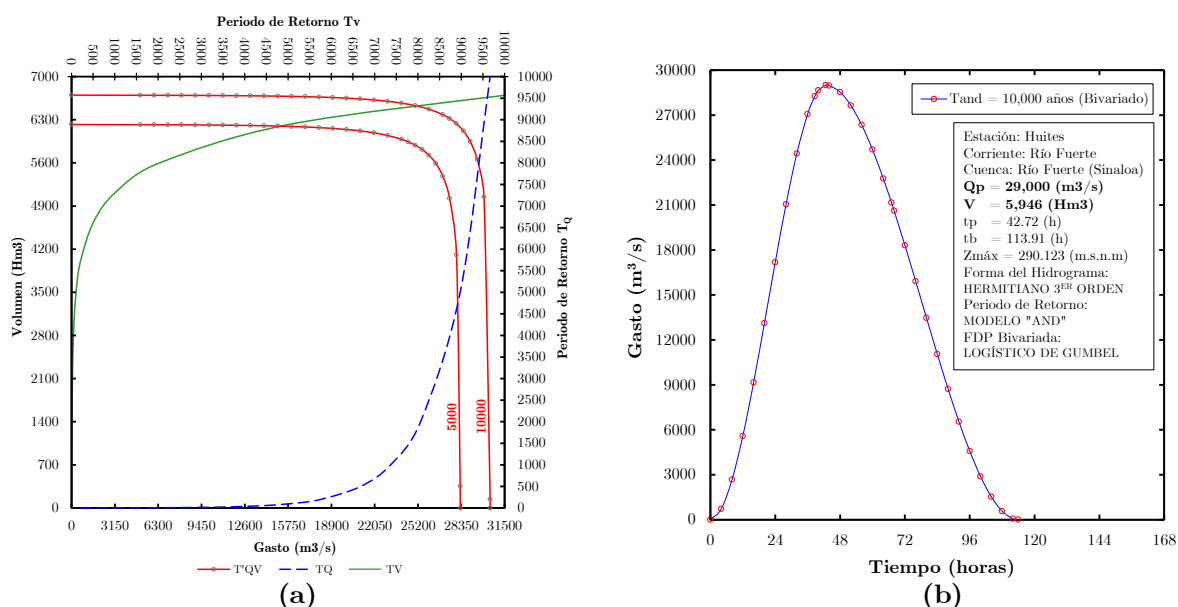 Periodo de Retorno Tv
0 500 1000 1500 2000 2500 3000 3500 4000 4500 5000 5500 6000 6500 7000 7500 8000 8500 9000 9500 10000
Volumen (Hm3)
7000
6300
5600
4900
4200
3500
2800
2100
1400
700
0
5000
10000
10000
9500
9000
8500
8000
7500
7000
6500
6000
5500
5000
4500
4000
3500
3000
2500
2000
1500
1000
500
0
Periodo de Retorno T_Q
0 3150 6300 9450 12600 15750 18900 22050 25200 28350 31500
Gasto (m3/s)
T'QV TQ TV
(a)
Gasto (m³/s)
30000
27000
24000
21000
18000
15000
12000
9000
6000
3000
0
Tand = 10,000 años (Bivariado)
Estación: Huites
Corriente: Río Fuerte
Cuenca: Río Fuerte (Sinaloa)
Qp = 29,000 (m3/s)
V = 5,946 (Hm3)
tp = 42.72 (h)
tb = 113.91 (h)
Zmáx = 290.123 (m.s.n.m)
Forma del Hidrograma:
HERMITIANO 3ᴱᴿ ORDEN
Periodo de Retorno:
MODELO "AND"
FDP Bivariada:
LOGÍSTICO DE GUMBEL
0 24 48 72 96 120 144 168
Tiempo (horas)
(b)